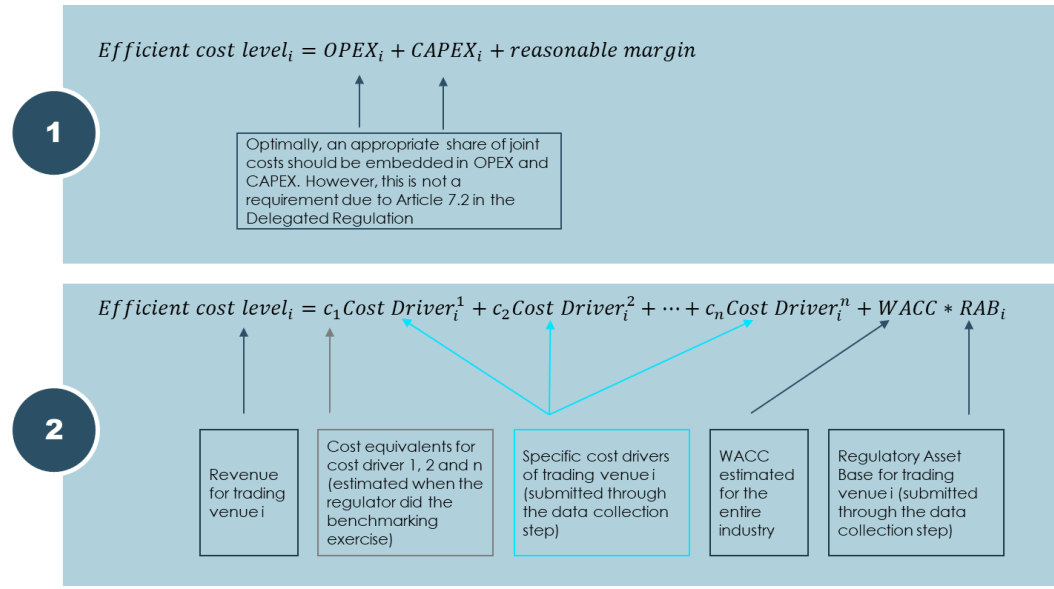 1
Efficient cost level_i = OPEX_i + CAPEX_i + reasonable margin
Optimally, an appropriate share of joint
costs should be embedded in OPEX and
CAPEX. However, this is not a
requirement due to Article 7.2 in the
Delegated Regulation
2
Efficient cost level_i = c_1Cost Driver_i^1 + c_2Cost Driver_i^2 + ⋯ + c_nCost Driver_i^n + WACC * RAB_i
Revenue
for trading
venue i
Cost equivalents for
cost driver 1, 2 and n
(estimated when the
regulator did the
benchmarking
exercise)
Specific cost drivers
of trading venue i
(submitted through
the data collection
step)
WACC
estimated
for the
entire
industry
Regulatory Asset
Base for trading
venue i (submitted
through the data
collection step)